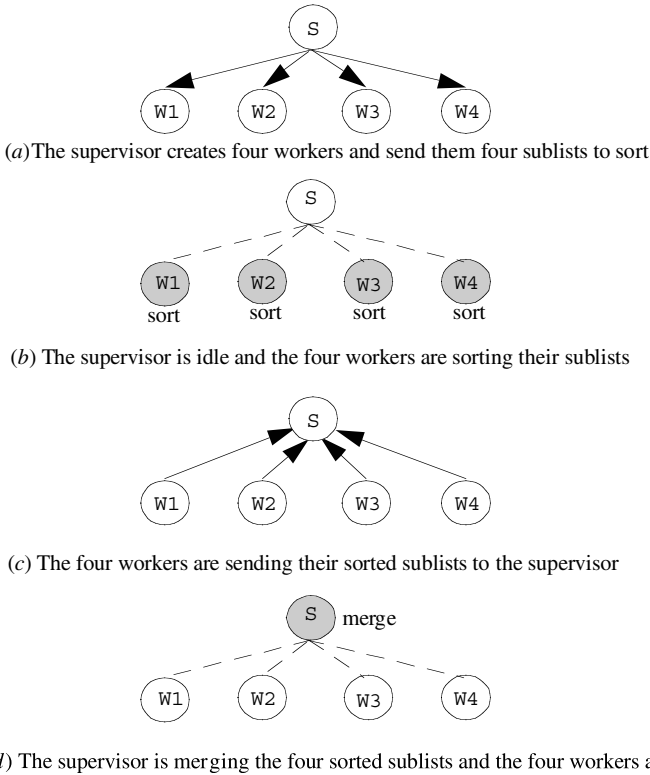 S
W1 W2 W3 W4
(a)The supervisor creates four workers and send them four sublists to sort
S
W1 W2 W3 W4
sort sort sort sort
(b) The supervisor is idle and the four workers are sorting their sublists
S
W1 W2 W3 W4
(c) The four workers are sending their sorted sublists to the supervisor
S merge
W1 W2 W3 W4
) The supervisor is merging the four sorted sublists and the four workers